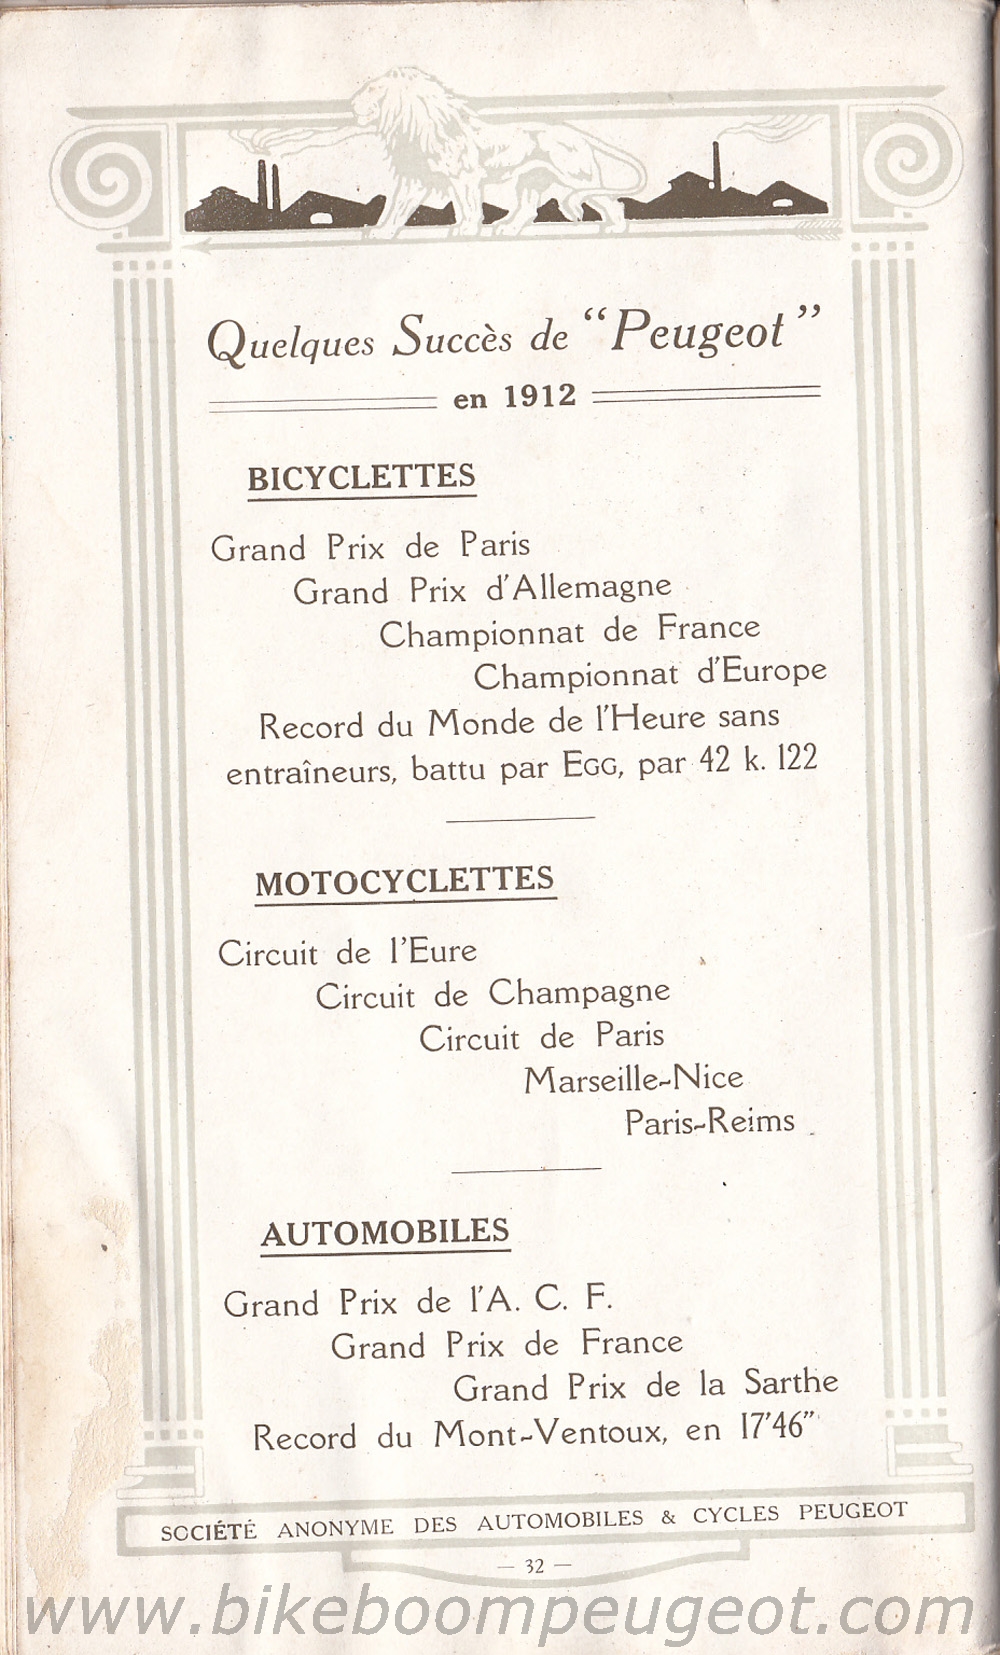 Quelques Succès de “Peugeot”
en 1912
BICYCLETTES
Grand Prix de Paris
Grand Prix d'Allemagne
Championnat de France
Championnat d'Europe
Record du Monde de l'Heure sans
entraîneurs, battu par EGG, par 42 k. 122
MOTOCYCLETTES
Circuit de l'Eure
Circuit de Champagne
Circuit de Paris
Marseille-Nice
Paris-Reims
AUTOMOBILES
Grand Prix de l'A. C. F.
Grand Prix de France
Grand Prix de la Sarthe
Record du Mont-Ventoux, en 17'46”
SOCIÉTÉ ANONYME DES AUTOMOBILES & CYCLES PEUGEOT
— 32 —
www.bikeboompeugeot.com